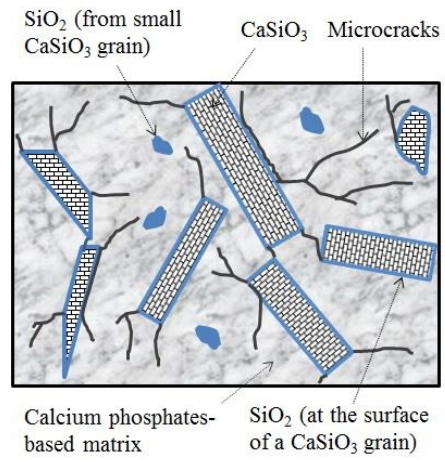 SiO₂ (from small
CaSiO₃ grain)
CaSiO₃
Microcracks
Calcium phosphates-
based matrix
SiO₂ (at the surface
of a CaSiO₃ grain)